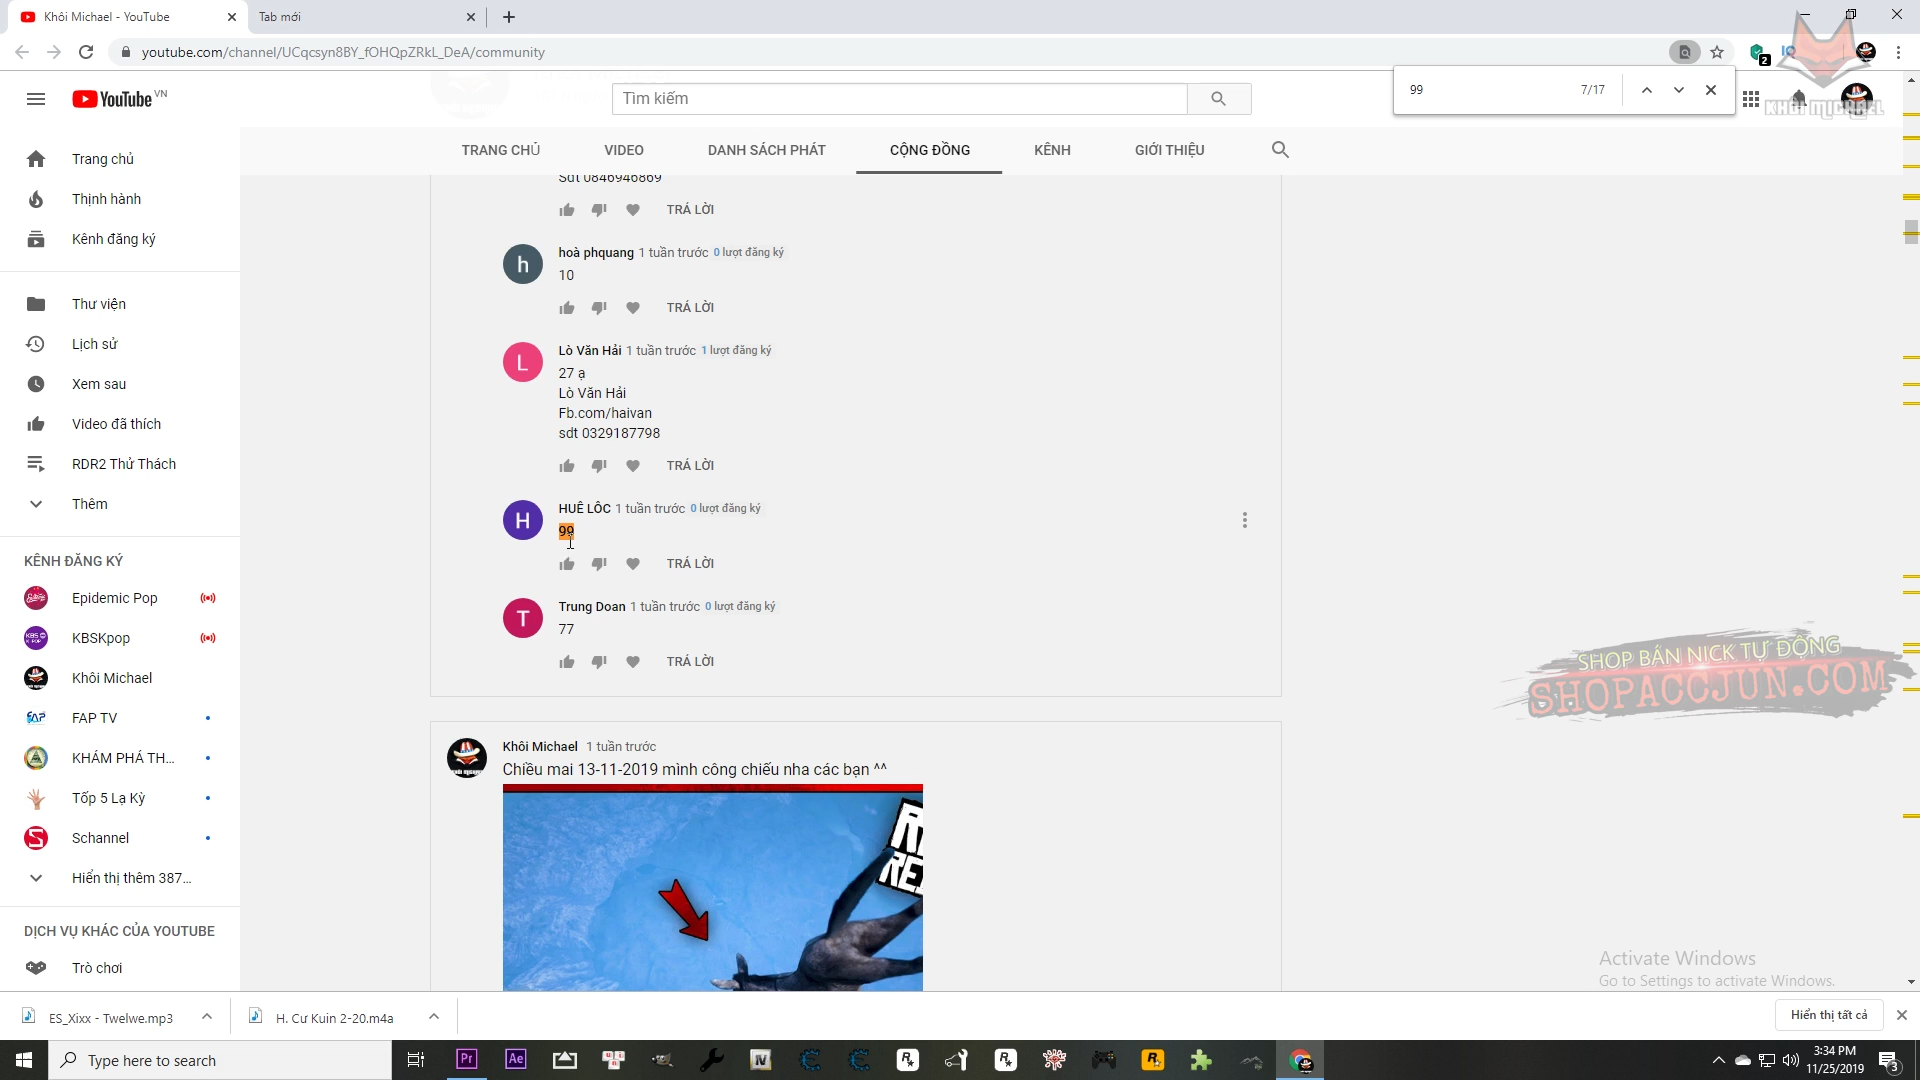 Khôi Michael - YouTube
Tab mới
youtube.com/channel/UCqcsyn8BY_fOHQpZRkL_DeA/community
2
99
7/17
YouTube VN
Tìm kiếm
KHÔI MICHAEL
TRANG CHỦ
VIDEO
DANH SÁCH PHÁT
CỘNG ĐỒNG
KÊNH
GIỚI THIỆU
Trang chủ
Thịnh hành
Kênh đăng ký
Thư viện
Lịch sử
Xem sau
Video đã thích
RDR2 Thử Thách
Thêm
KÊNH ĐĂNG KÝ
Epidemic Pop
KBSKpop
Khôi Michael
FAP TV
KHÁM PHÁ TH...
Tốp 5 Lạ Kỳ
Schannel
Hiển thị thêm 387...
DỊCH VỤ KHÁC CỦA YOUTUBE
Trò chơi
Sdt 0846946869
TRẢ LỜI
hoà phquang 1 tuần trước 0 lượt đăng ký
10
TRẢ LỜI
Lò Văn Hải 1 tuần trước 1 lượt đăng ký
27 ạ
Lò Văn Hải
Fb.com/haivan
sdt 0329187798
TRẢ LỜI
HUÊ LÔC 1 tuần trước 0 lượt đăng ký
99
TRẢ LỜI
Trung Doan 1 tuần trước 0 lượt đăng ký
77
TRẢ LỜI
Khôi Michael 1 tuần trước
Chiều mai 13-11-2019 mình công chiếu nha các bạn ^^
SHOP BÁN NICK TỰ ĐỘNG
SHOPACCJUN.COM
Activate Windows
Go to Settings to activate Windows.
ES_Xixx - Twelwe.mp3
H. Cư Kuin 2-20.m4a
Hiển thị tất cả
Type here to search
Pr
Ae
IV
3:34 PM
11/25/2019
3